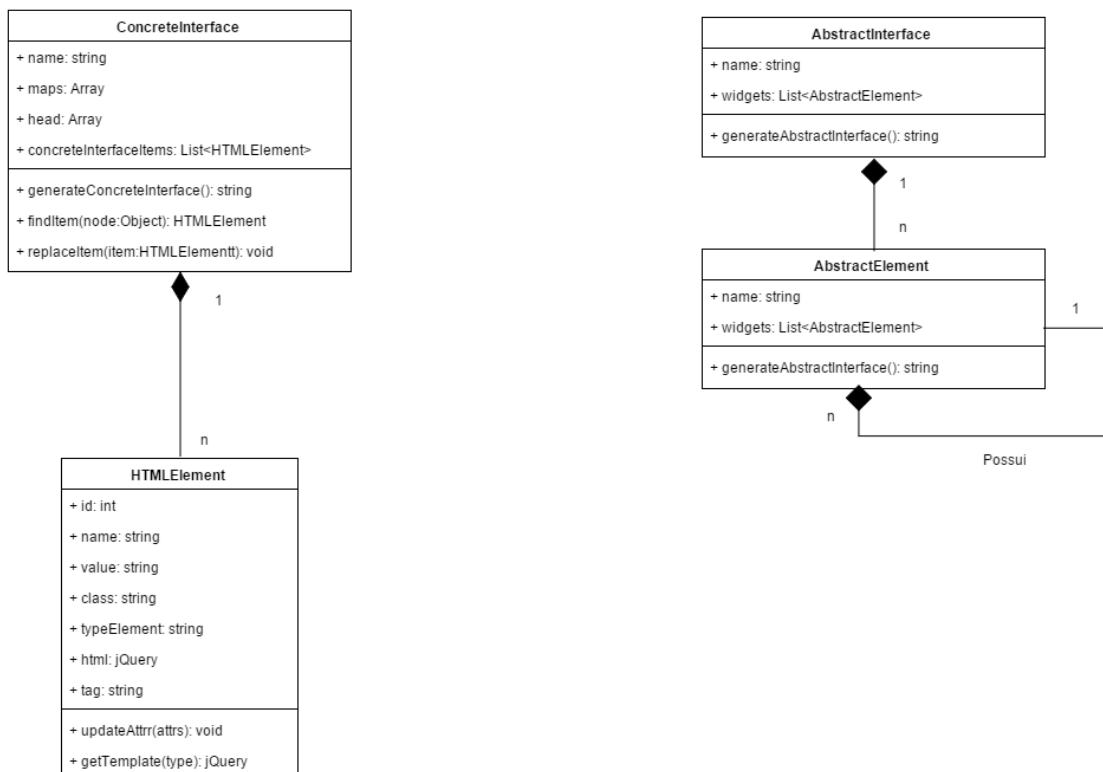 ConcreteInterface
+ name: string
+ maps: Array
+ head: Array
+ concreteInterfaceItems: List<HTMLElement>
+ generateConcreteInterface(): string
+ findItem(node:Object): HTMLElement
+ replaceItem(item:HTMLElementt): void
1
n
HTMLElement
+ id: int
+ name: string
+ value: string
+ class: string
+ typeElement: string
+ html: jQuery
+ tag: string
+ updateAttrr(attrs): void
+ getTemplate(type): jQuery
AbstractInterface
+ name: string
+ widgets: List<AbstractElement>
+ generateAbstractInterface(): string
1
n
AbstractElement
+ name: string
+ widgets: List<AbstractElement>
+ generateAbstractInterface(): string
1
n
Possui